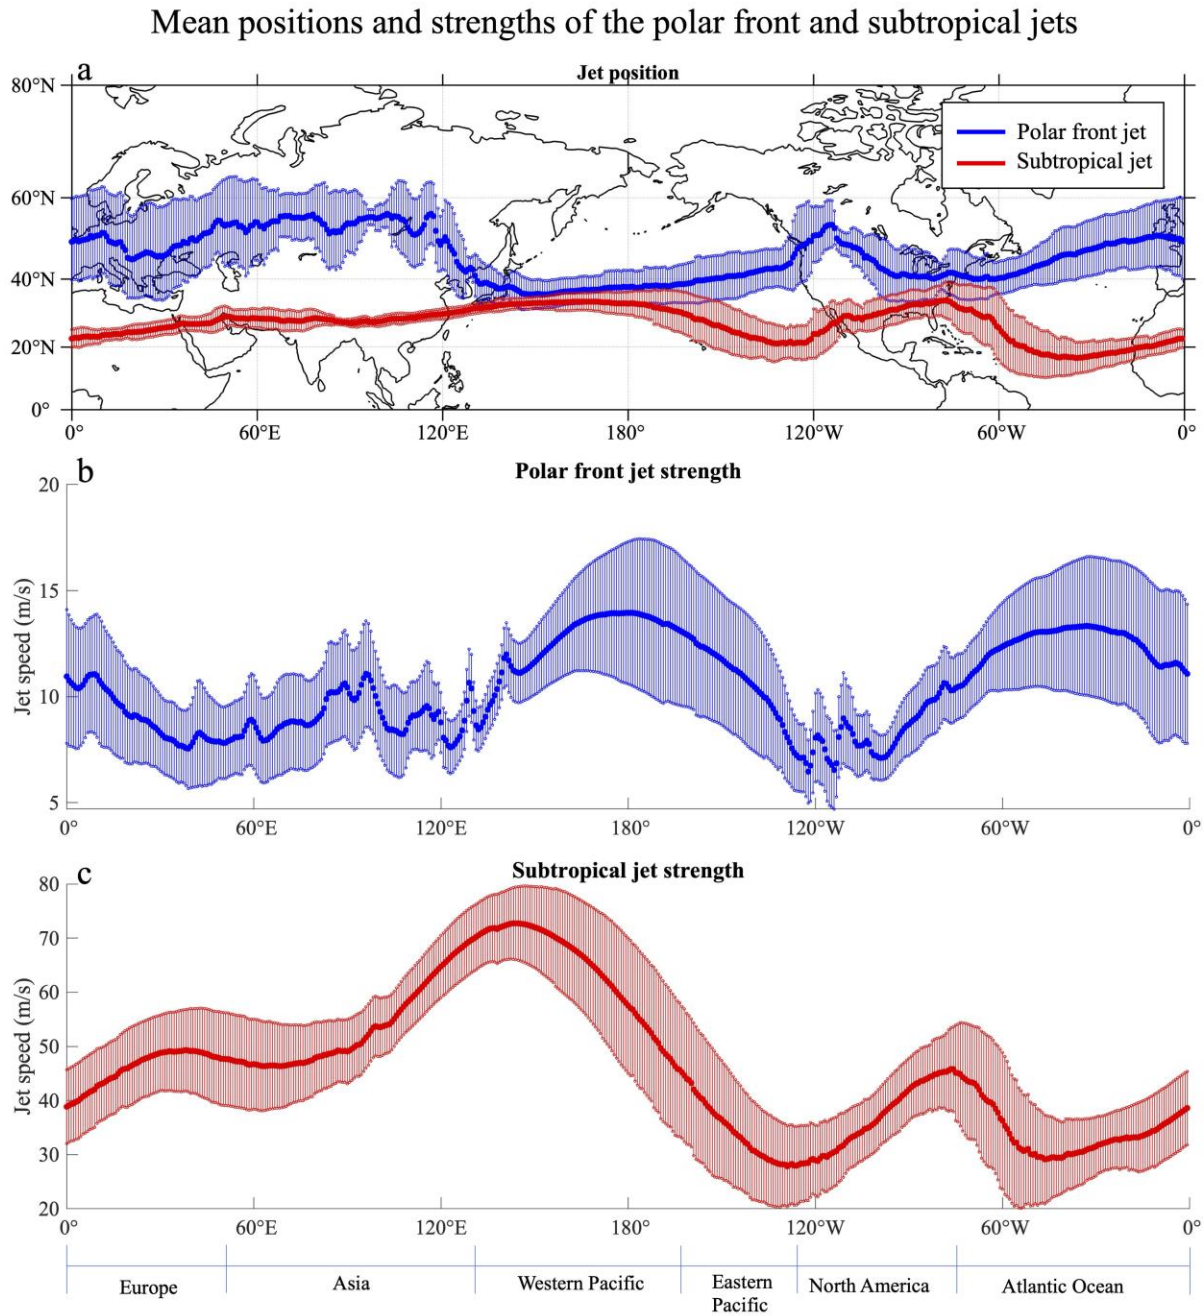 Mean positions and strengths of the polar front and subtropical jets
a
Jet position
80°N
60°N
40°N
20°N
0°
Polar front jet
Subtropical jet
0° 60°E 120°E 180° 120°W 60°W 0°
b
Polar front jet strength
Jet speed (m/s)
20
15
10
5
0° 60°E 120°E 180° 120°W 60°W 0°
c
Subtropical jet strength
Jet speed (m/s)
80
70
60
50
40
30
20
0° 60°E 120°E 180° 120°W 60°W 0°
Europe
Asia
Western Pacific
Eastern
Pacific
North America
Atlantic Ocean